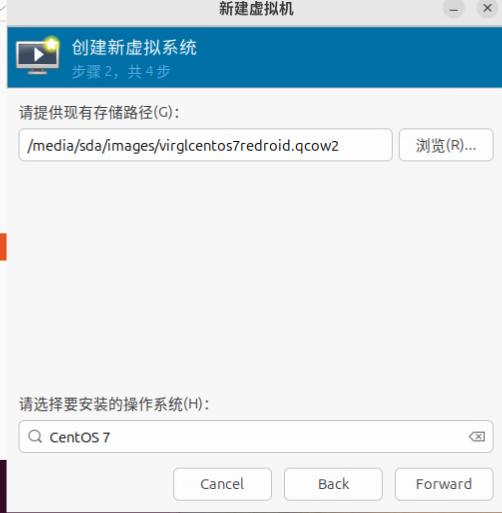 新建虚拟机
创建新虚拟系统
步骤 2，共 4 步
请提供现有存储路径(G)：
/media/sda/images/virglcentos7redroid.qcow2
浏览(R)...
请选择要安装的操作系统(H)：
CentOS 7
Cancel
Back
Forward